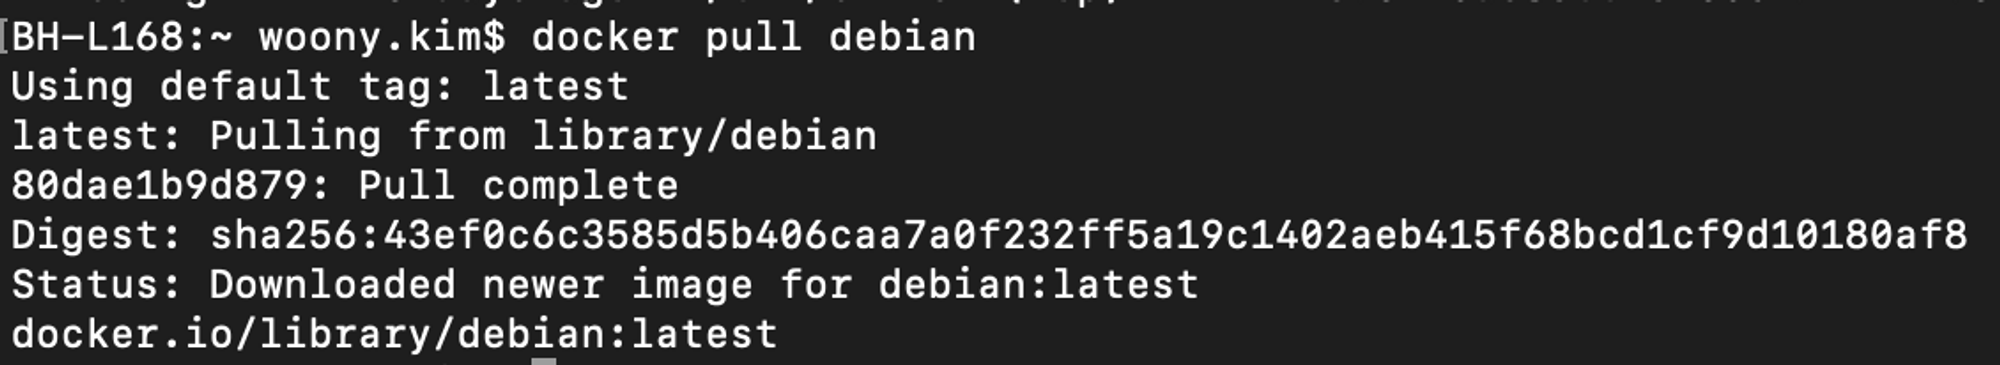 [BH-L168:~ woony.kim$ docker pull debian
Using default tag: latest
latest: Pulling from library/debian
80dae1b9d879: Pull complete
Digest: sha256:43ef0c6c3585d5b406caa7a0f232ff5a19c1402aeb415f68bcd1cf9d10180af8
Status: Downloaded newer image for debian:latest
docker.io/library/debian:latest